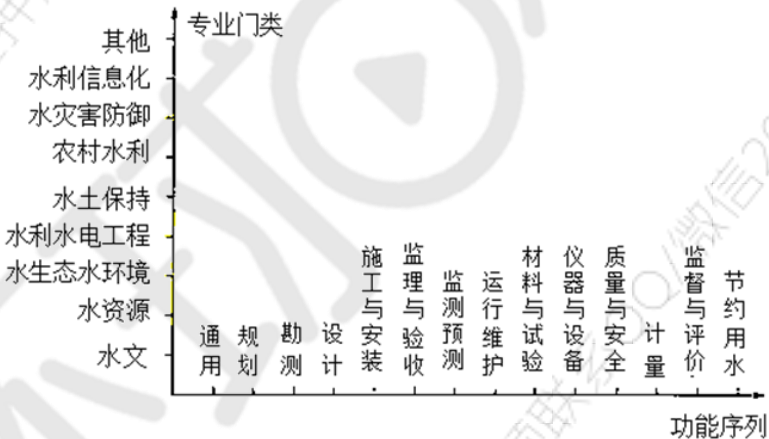 专业门类
其他
水利信息化
水灾害防御
农村水利
水土保持
水利水电工程
水生态水环境
水资源
水文
通用
规划
勘测
设计
施工与安装
监理与验收
监测预测
运行维护
材料与试验
仪器与设备
质量与安全
计量
监督与评价
节约用水
功能序列